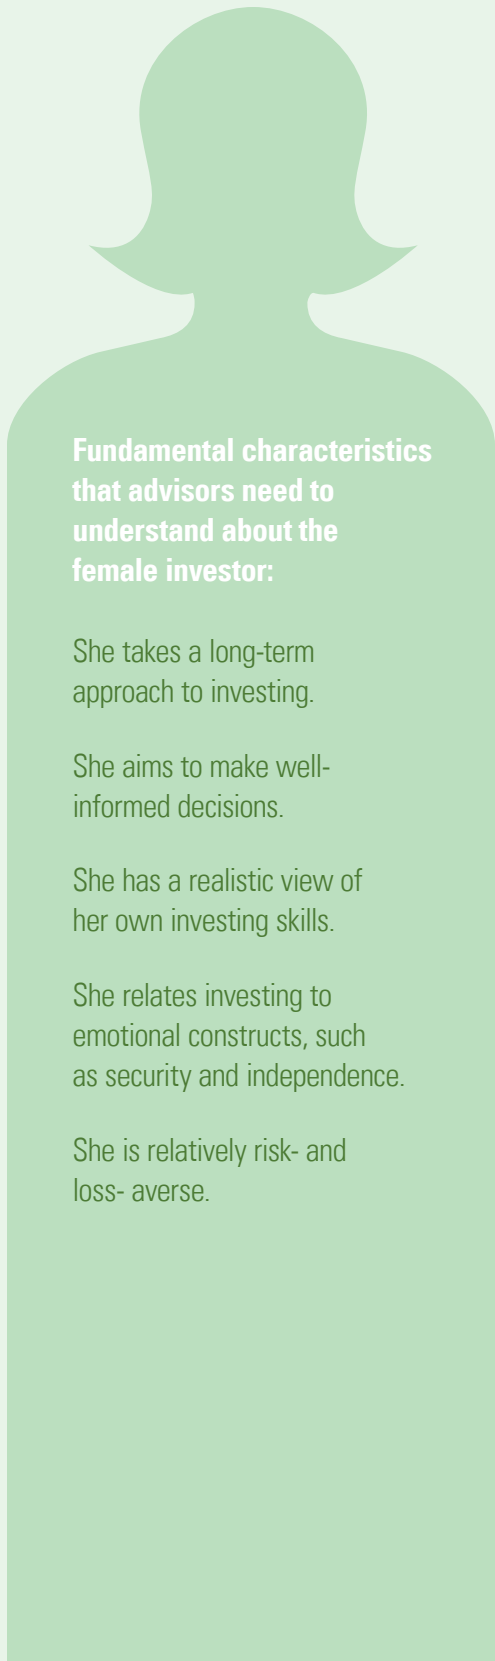 Fundamental characteristics
that advisors need to
understand about the
female investor:
She takes a long-term
approach to investing.
She aims to make well-
informed decisions.
She has a realistic view of
her own investing skills.
She relates investing to
emotional constructs, such
as security and independence.
She is relatively risk- and
loss- averse.